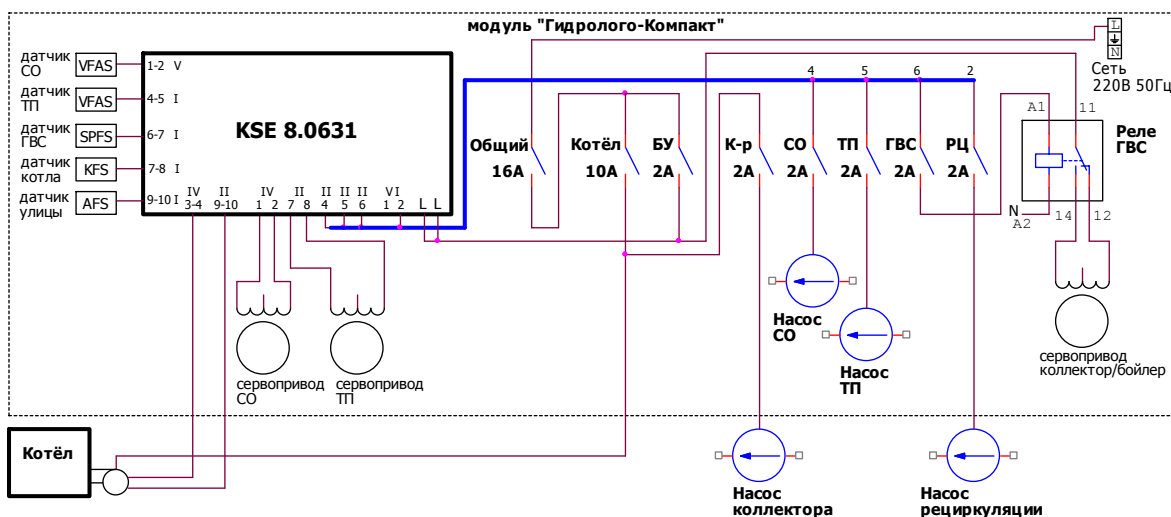 модуль "Гидролого-Компакт"
L
N
Сеть
220В 50Гц
датчик
СО
VFAS
1-2 V
датчик
ТП
VFAS
4-5 I
датчик
ГВС
SPFS
6-7 I
датчик
котла
KFS
7-8 I
датчик
улицы
AFS
9-10 I
KSE 8.0631
IV
3-4
II
9-10
IV
1 2
II
7 8
II
4
II
5
II
6
VI
1 2
L L
4 5 6 2
Общий
16А
Котёл
10А
БУ
2А
К-р
2А
СО
2А
ТП
2А
ГВС
2А
РЦ
2А
A1
11
Реле
ГВС
N
A2
14
12
сервопривод
СО
сервопривод
ТП
Насос
СО
Насос
ТП
сервопривод
коллектор/бойлер
Котёл
Насос
коллектора
Насос
рециркуляции